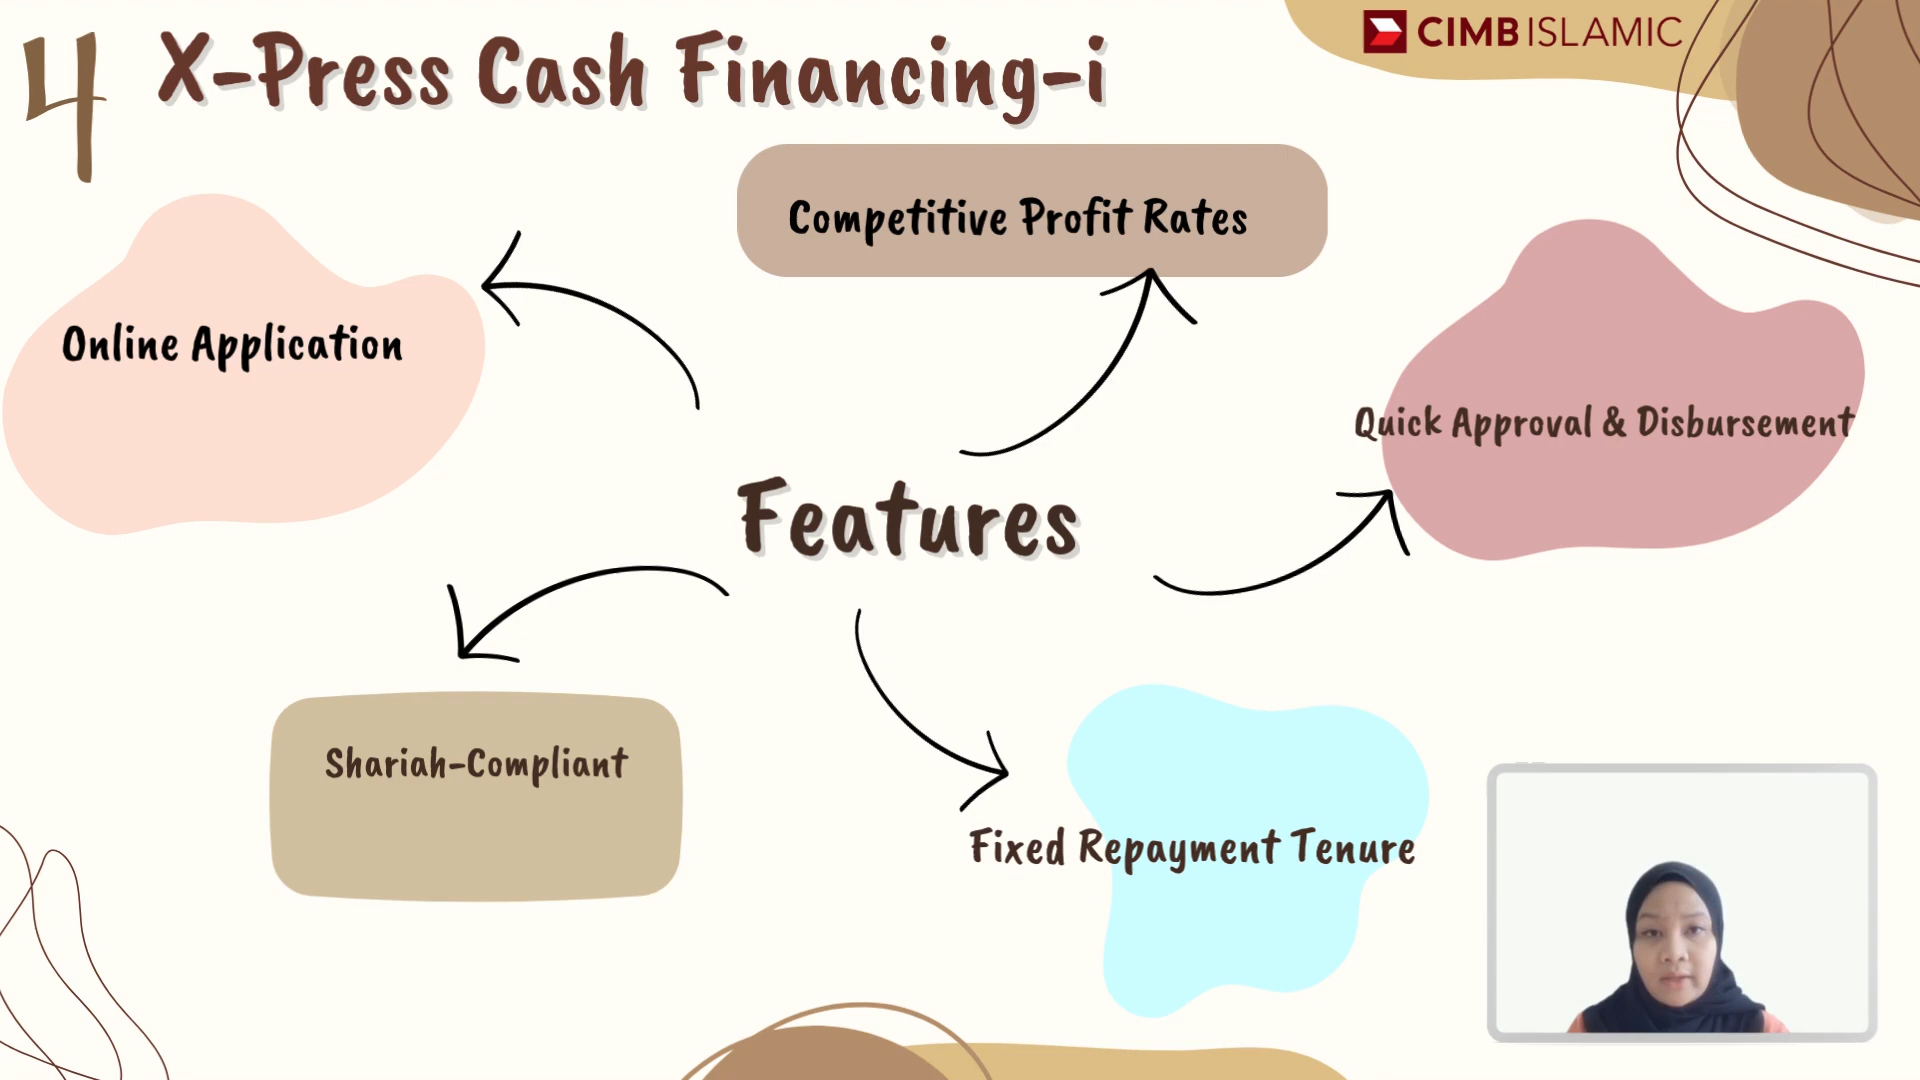 4
X-Press Cash Financing-i
CIMB ISLAMIC
Competitive Profit Rates
Online Application
Quick Approval & Disbursement
Features
Shariah-Compliant
Fixed Repayment Tenure